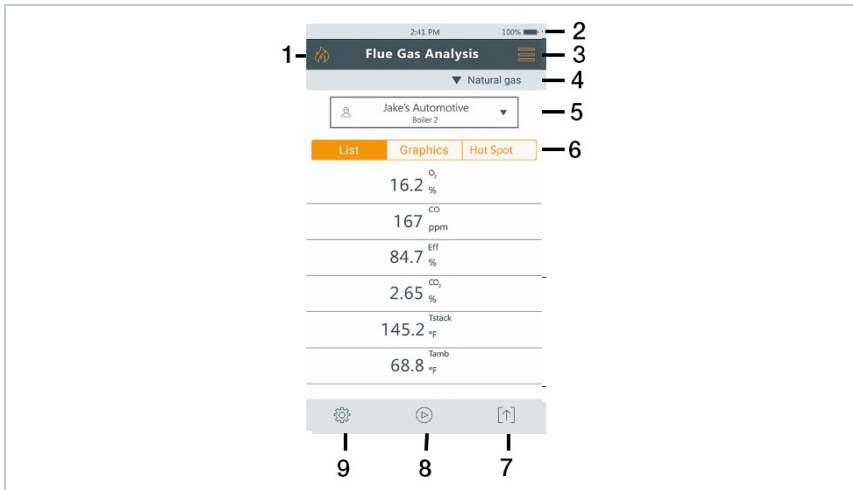 2:41 PM 100% 2
1 Flue Gas Analysis 3
Natural gas 4
Jake's Automotive 5
Boiler 2
List Graphics Hot Spot 6
16.2 O₂ %
167 CO ppm
84.7 Eff %
2.65 CO₂ %
145.2 Tstack °F
68.8 Tamb °F
9 8 7